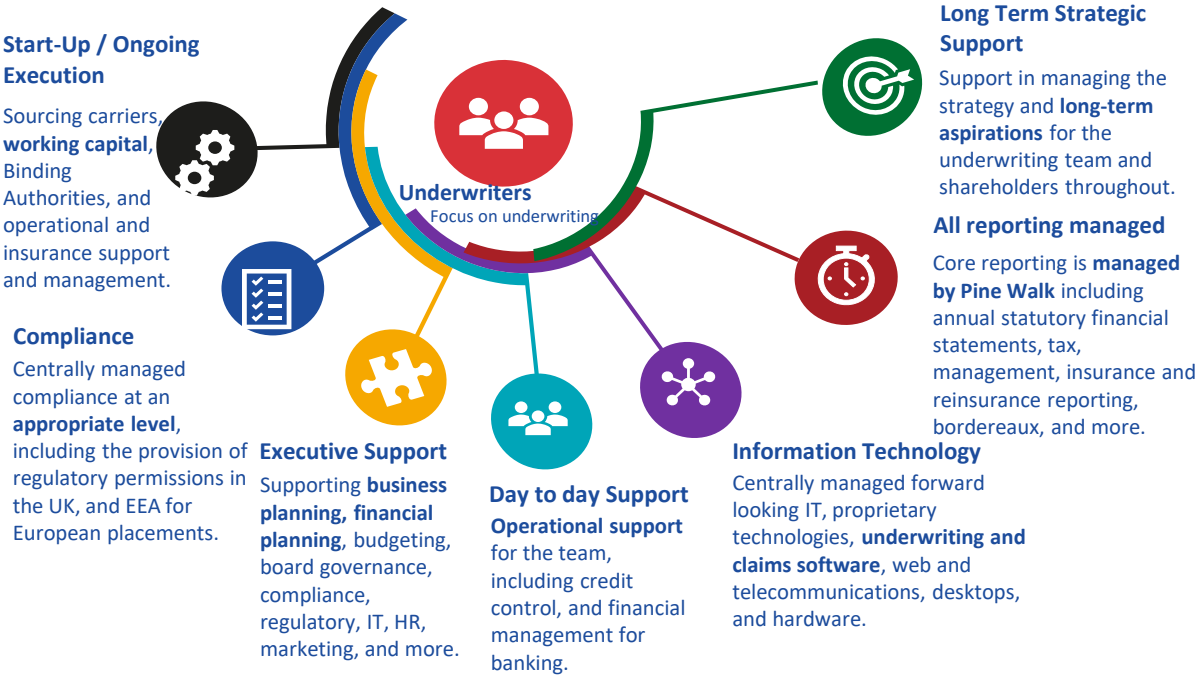 Start-Up / Ongoing
Execution
Sourcing carriers,
working capital,
Binding
Authorities, and
operational and
insurance support
and management.
Compliance
Centrally managed
compliance at an
appropriate level,
including the provision of
regulatory permissions in
the UK, and EEA for
European placements.
Executive Support
Supporting business
planning, financial
planning, budgeting,
board governance,
compliance,
regulatory, IT, HR,
marketing, and more.
Underwriters
Focus on underwriting
Day to day Support
Operational support
for the team,
including credit
control, and financial
management for
banking.
Information Technology
Centrally managed forward
looking IT, proprietary
technologies, underwriting and
claims software, web and
telecommunications, desktops,
and hardware.
Long Term Strategic
Support
Support in managing the
strategy and long-term
aspirations for the
underwriting team and
shareholders throughout.
All reporting managed
Core reporting is managed
by Pine Walk including
annual statutory financial
statements, tax,
management, insurance and
reinsurance reporting,
bordereaux, and more.